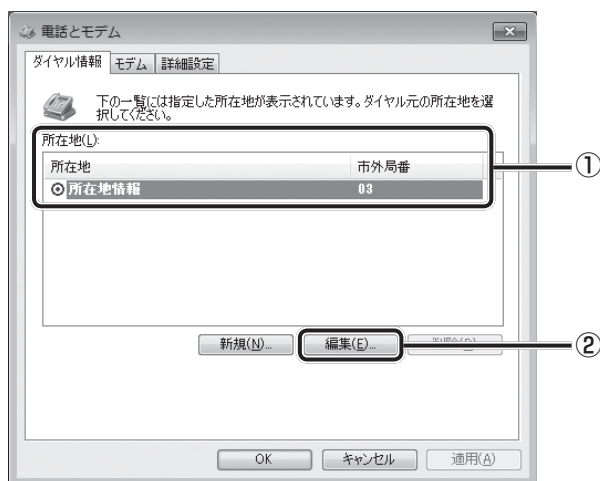 電話とモデム
ダイヤル情報 モデム 詳細設定
下の一覧には指定した所在地が表示されています。ダイヤル元の所在地を選
択してください。
所在地(L):
所在地 市外局番
所在地情報 03
①
新規(N)... 編集(E)...
②
OK キャンセル 適用(A)